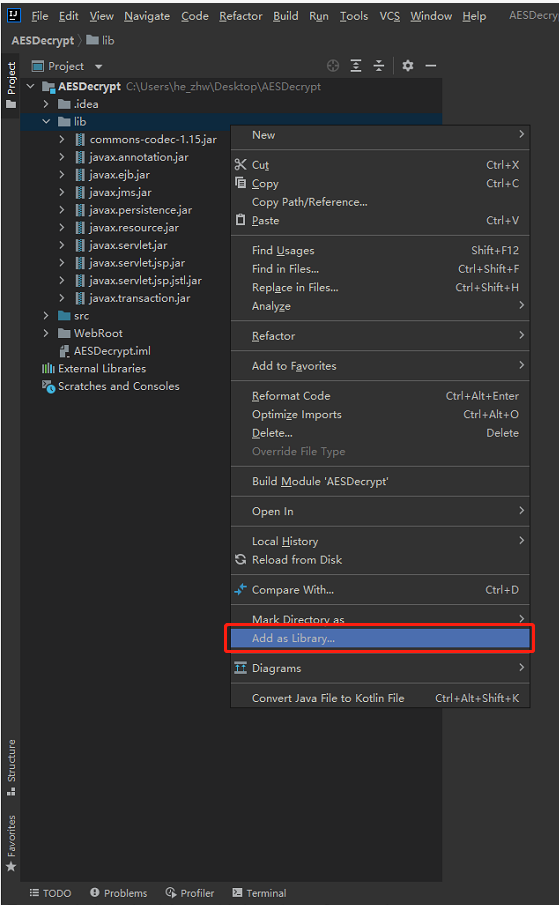 IJ File Edit View Navigate Code Refactor Build Run Tools VCS Window Help AESDecry
AESDecrypt lib
Project
Project
AESDecrypt C:\Users\he_zhw\Desktop\AESDecrypt
.idea
lib
commons-codec-1.15.jar
javax.annotation.jar
javax.ejb.jar
javax.jms.jar
javax.persistence.jar
javax.resource.jar
javax.servlet.jar
javax.servlet.jsp.jar
javax.servlet.jsp.jstl.jar
javax.transaction.jar
src
WebRoot
AESDecrypt.iml
External Libraries
Scratches and Consoles
New
Cut Ctrl+X
Copy Ctrl+C
Copy Path/Reference...
Paste Ctrl+V
Find Usages Shift+F12
Find in Files... Ctrl+Shift+F
Replace in Files... Ctrl+Shift+H
Analyze
Refactor
Add to Favorites
Reformat Code Ctrl+Alt+Enter
Optimize Imports Ctrl+Alt+O
Delete... Delete
Override File Type
Build Module 'AESDecrypt'
Open In
Local History
Reload from Disk
Compare With... Ctrl+D
Mark Directory as
Add as Library...
Diagrams
Convert Java File to Kotlin File Ctrl+Alt+Shift+K
Structure
Favorites
TODO Problems Profiler Terminal